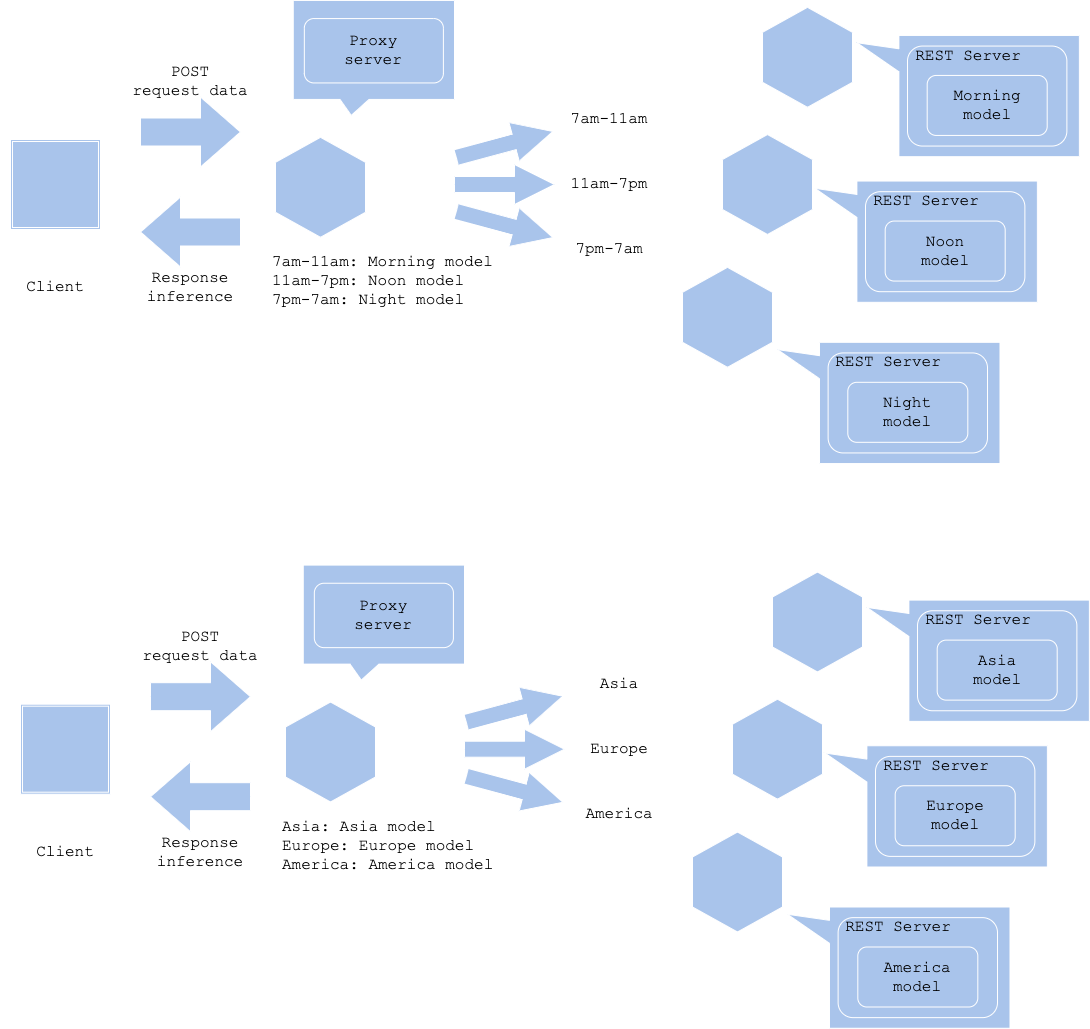 Proxy
server
POST
request data
Client
Response
inference
7am-11am: Morning model
11am-7pm: Noon model
7pm-7am: Night model
7am-11am
11am-7pm
7pm-7am
REST Server
Morning
model
REST Server
Noon
model
REST Server
Night
model
Proxy
server
POST
request data
Client
Response
inference
Asia: Asia model
Europe: Europe model
America: America model
Asia
Europe
America
REST Server
Asia
model
REST Server
Europe
model
REST Server
America
model